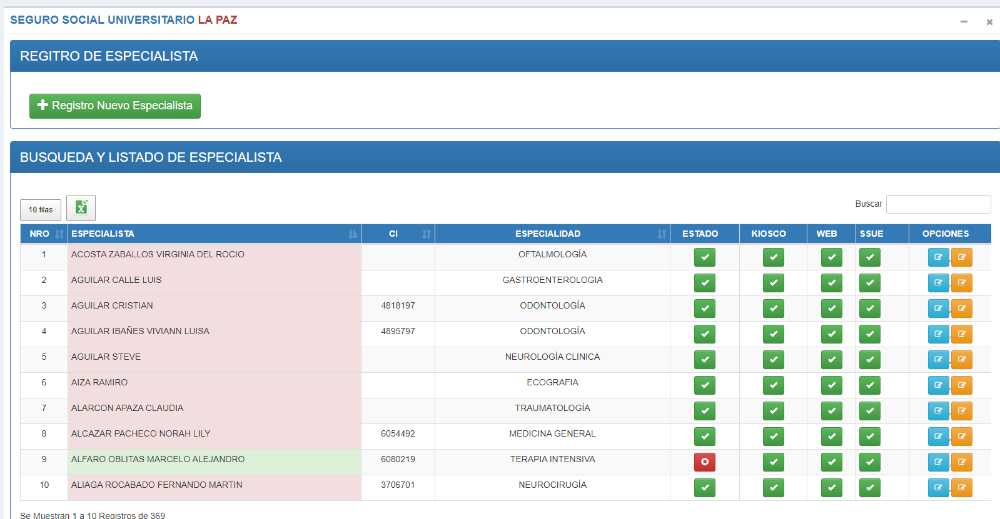 SEGURO SOCIAL UNIVERSITARIO LA PAZ
REGITRO DE ESPECIALISTA
Registro Nuevo Especialista
BUSQUEDA Y LISTADO DE ESPECIALISTA
10 filas
Buscar
NRO ESPECIALISTA CI ESPECIALIDAD ESTADO KIOSCO WEB SSUE OPCIONES
1 ACOSTA ZABALLOS VIRGINIA DEL ROCIO OFTALMOLOGÍA
2 AGUILAR CALLE LUIS GASTROENTEROLOGIA
3 AGUILAR CRISTIAN 4818197 ODONTOLOGÍA
4 AGUILAR IBAÑES VIVIANN LUISA 4895797 ODONTOLOGÍA
5 AGUILAR STEVE NEUROLOGÍA CLINICA
6 AIZA RAMIRO ECOGRAFIA
7 ALARCON APAZA CLAUDIA TRAUMATOLOGÍA
8 ALCAZAR PACHECO NORAH LILY 6054492 MEDICINA GENERAL
9 ALFARO OBLITAS MARCELO ALEJANDRO 6080219 TERAPIA INTENSIVA
10 ALIAGA ROCABADO FERNANDO MARTIN 3706701 NEUROCIRUGÍA
Se Muestran 1 a 10 Registros de 369